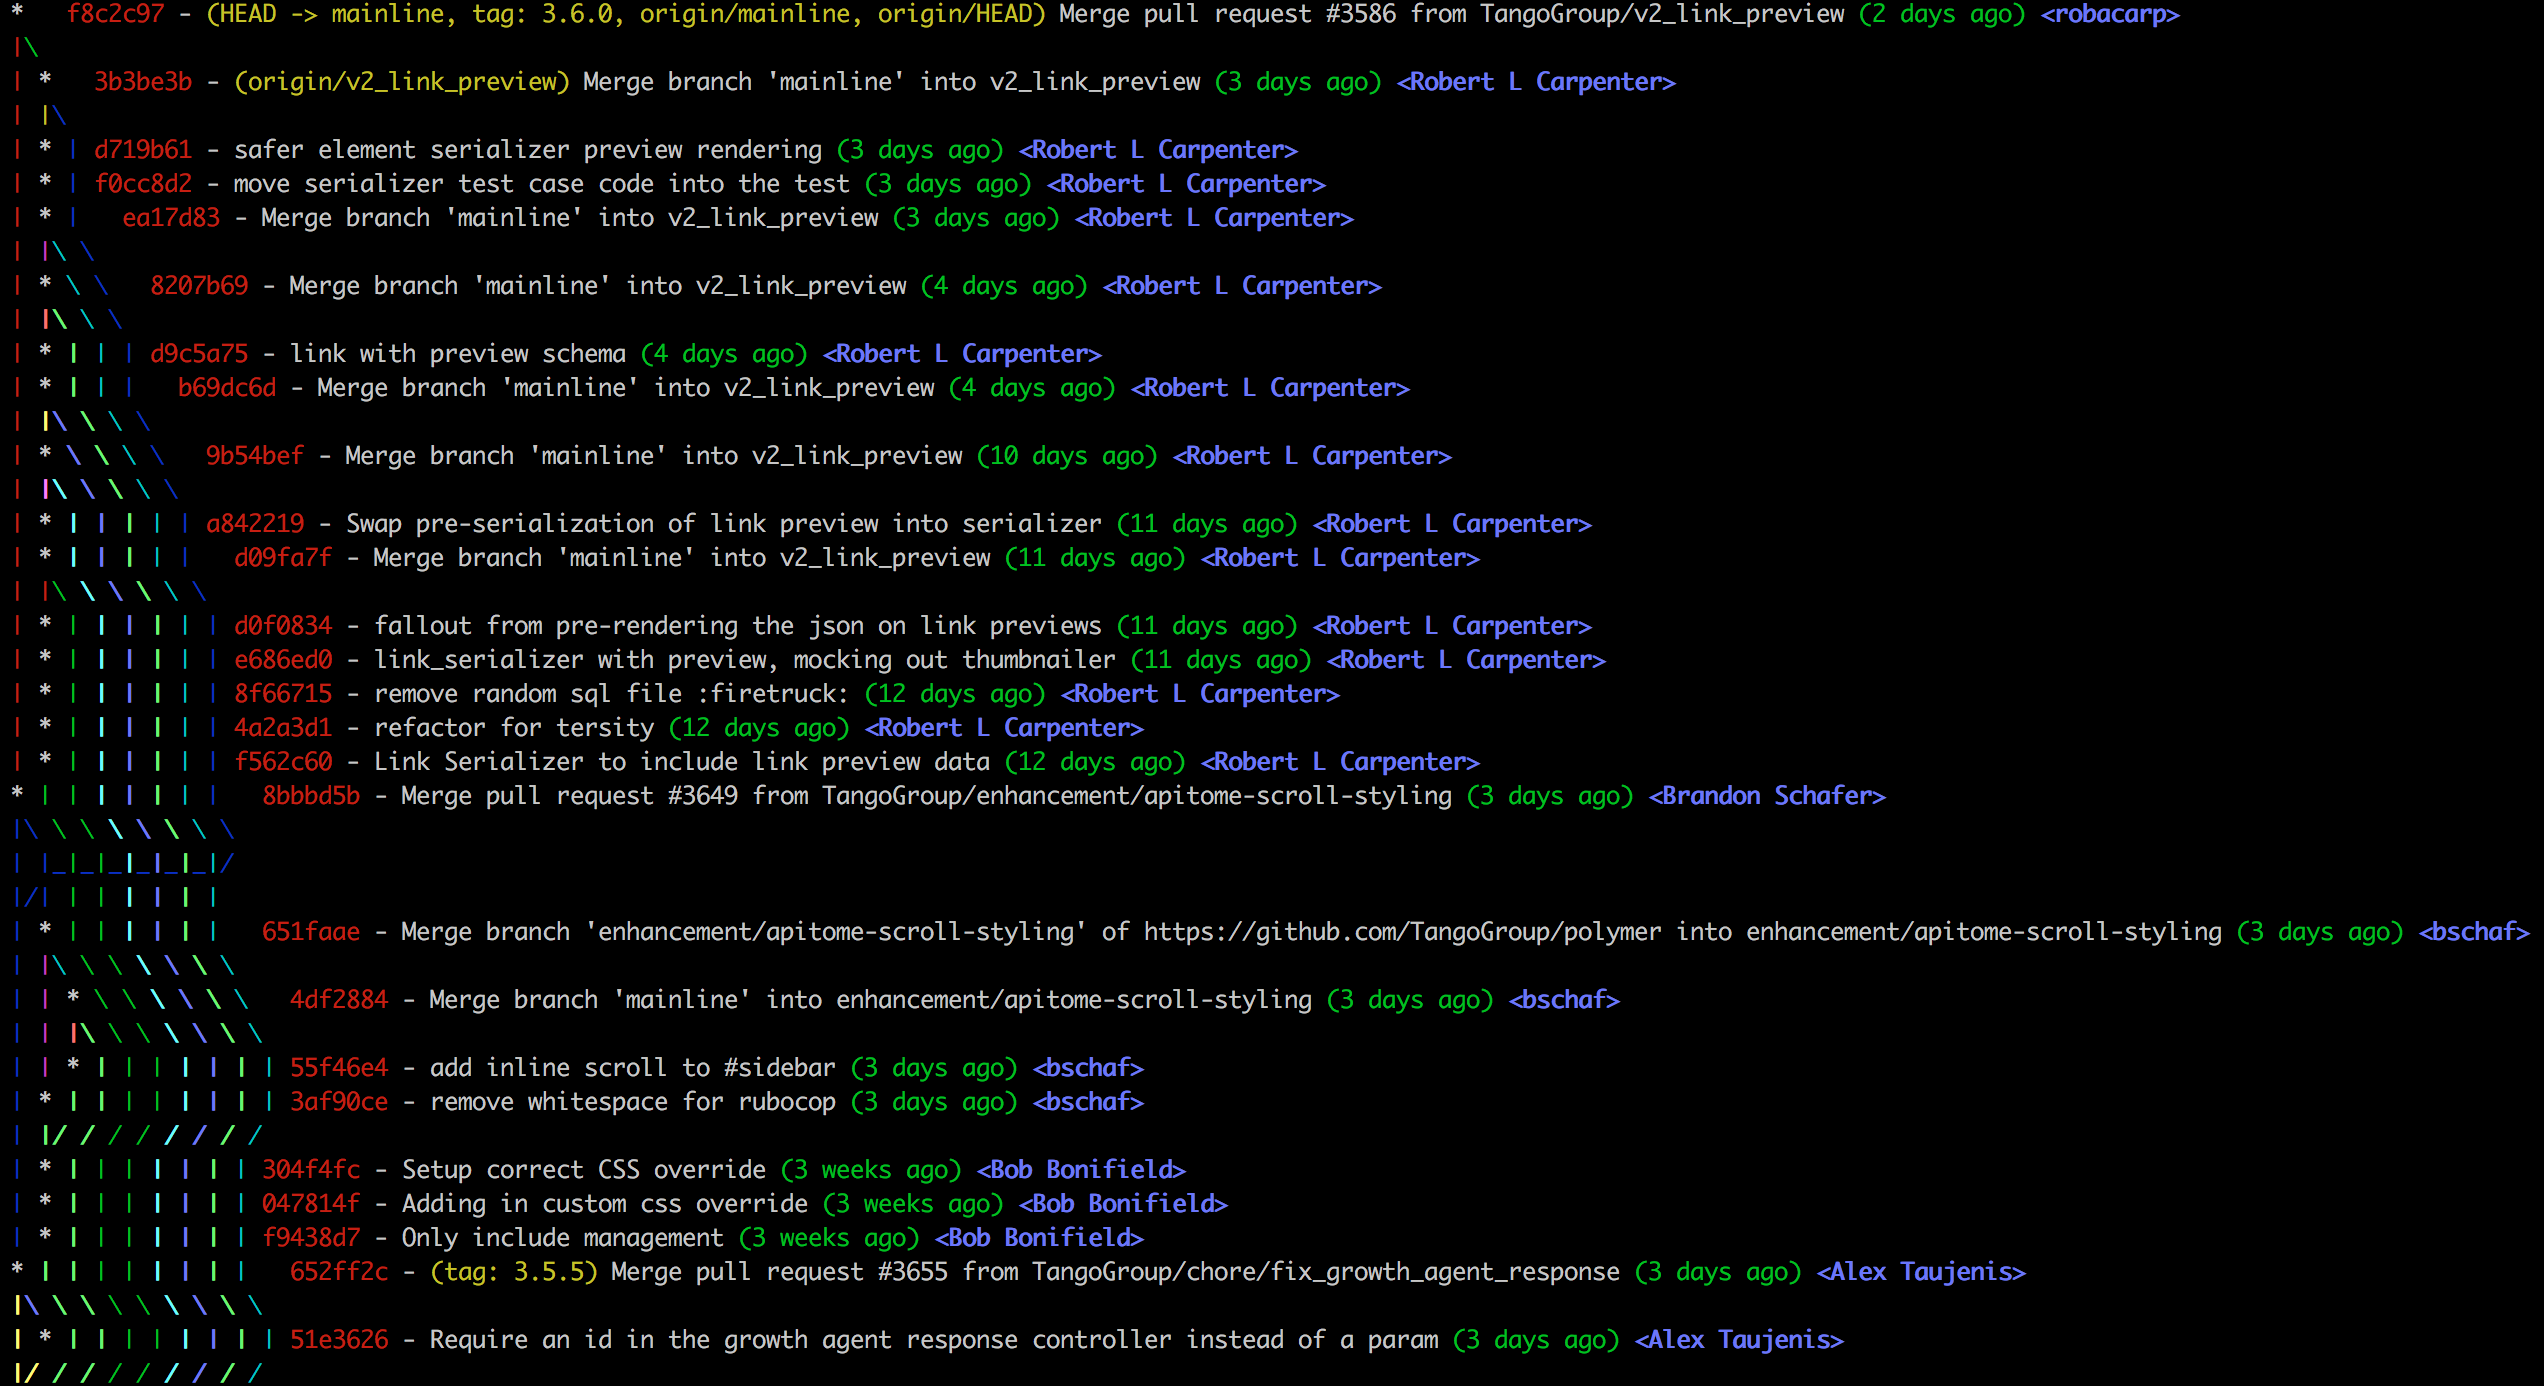 *   f8c2c97 - (HEAD -> mainline, tag: 3.6.0, origin/mainline, origin/HEAD) Merge pull request #3586 from TangoGroup/v2_link_preview (2 days ago) <robacarp>
|\
| *   3b3be3b - (origin/v2_link_preview) Merge branch 'mainline' into v2_link_preview (3 days ago) <Robert L Carpenter>
| |\
| * | d719b61 - safer element serializer preview rendering (3 days ago) <Robert L Carpenter>
| * | f0cc8d2 - move serializer test case code into the test (3 days ago) <Robert L Carpenter>
| * |   ea17d83 - Merge branch 'mainline' into v2_link_preview (3 days ago) <Robert L Carpenter>
| |\ \
| * \ \   8207b69 - Merge branch 'mainline' into v2_link_preview (4 days ago) <Robert L Carpenter>
| |\ \ \
| * | | | d9c5a75 - link with preview schema (4 days ago) <Robert L Carpenter>
| * | | |   b69dc6d - Merge branch 'mainline' into v2_link_preview (4 days ago) <Robert L Carpenter>
| |\ \ \ \
| * \ \ \ \   9b54bef - Merge branch 'mainline' into v2_link_preview (10 days ago) <Robert L Carpenter>
| |\ \ \ \ \
| * | | | | | a842219 - Swap pre-serialization of link preview into serializer (11 days ago) <Robert L Carpenter>
| * | | | | |   d09fa7f - Merge branch 'mainline' into v2_link_preview (11 days ago) <Robert L Carpenter>
| |\ \ \ \ \ \
| * | | | | | | d0f0834 - fallout from pre-rendering the json on link previews (11 days ago) <Robert L Carpenter>
| * | | | | | | e686ed0 - link_serializer with preview, mocking out thumbnailer (11 days ago) <Robert L Carpenter>
| * | | | | | | 8f66715 - remove random sql file :firetruck: (12 days ago) <Robert L Carpenter>
| * | | | | | | 4a2a3d1 - refactor for tersity (12 days ago) <Robert L Carpenter>
| * | | | | | | f562c60 - Link Serializer to include link preview data (12 days ago) <Robert L Carpenter>
* | | | | | | |   8bbbd5b - Merge pull request #3649 from TangoGroup/enhancement/apitome-scroll-styling (3 days ago) <Brandon Schafer>
|\ \ \ \ \ \ \ \
| |_|_|_|_|_|_|/
|/| | | | | | |
| * | | | | | |   651faae - Merge branch 'enhancement/apitome-scroll-styling' of https://github.com/TangoGroup/polymer into enhancement/apitome-scroll-styling (3 days ago) <bschaf>
| |\ \ \ \ \ \ \
| | * \ \ \ \ \ \   4df2884 - Merge branch 'mainline' into enhancement/apitome-scroll-styling (3 days ago) <bschaf>
| | |\ \ \ \ \ \ \
| | * | | | | | | | 55f46e4 - add inline scroll to #sidebar (3 days ago) <bschaf>
| * | | | | | | | | 3af90ce - remove whitespace for rubocop (3 days ago) <bschaf>
| |/ / / / / / / /
| * | | | | | | | 304f4fc - Setup correct CSS override (3 weeks ago) <Bob Bonifield>
| * | | | | | | | 047814f - Adding in custom css override (3 weeks ago) <Bob Bonifield>
| * | | | | | | | f9438d7 - Only include management (3 weeks ago) <Bob Bonifield>
* | | | | | | | |   652ff2c - (tag: 3.5.5) Merge pull request #3655 from TangoGroup/chore/fix_growth_agent_response (3 days ago) <Alex Taujenis>
|\ \ \ \ \ \ \ \ \
| * | | | | | | | | 51e3626 - Require an id in the growth agent response controller instead of a param (3 days ago) <Alex Taujenis>
|/ / / / / / / / /